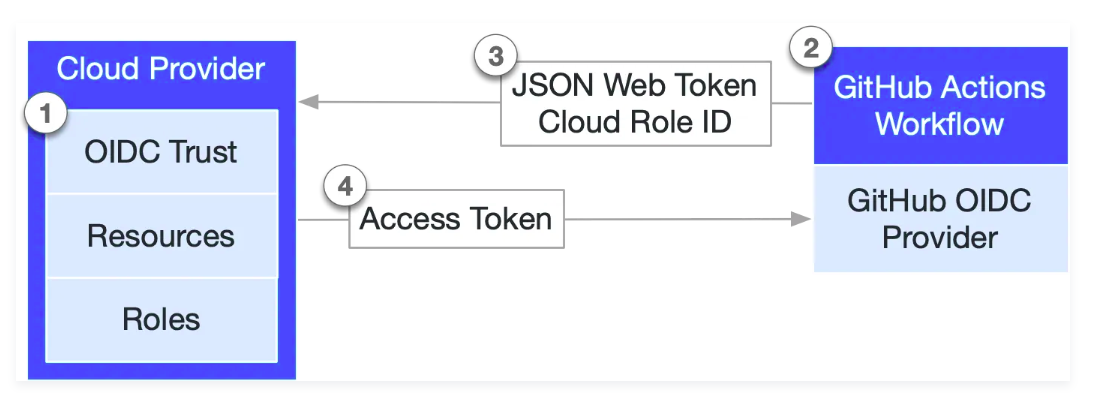 Cloud Provider
1
OIDC Trust
Resources
Roles
3
JSON Web Token
Cloud Role ID
4
Access Token
2
GitHub Actions
Workflow
GitHub OIDC
Provider